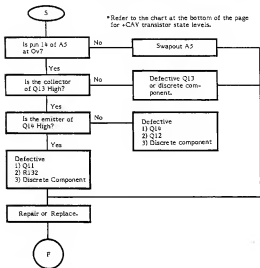 S
*Refer to the chart at the bottom of the page
for +CAV transistor state levels.
Is pin 14 of A5
at 0v?
No
Swapout A5
Yes
Is the collector
of Q13 High?
No
Defective Q13
or discrete com-
ponent.
Yes
Is the emitter of
Q14 High?
No
Defective
1) Q14
2) Q12
3) Discrete component
Yes
Defective
1) Q11
2) R132
3) Discrete Component
Repair or Replace.
F